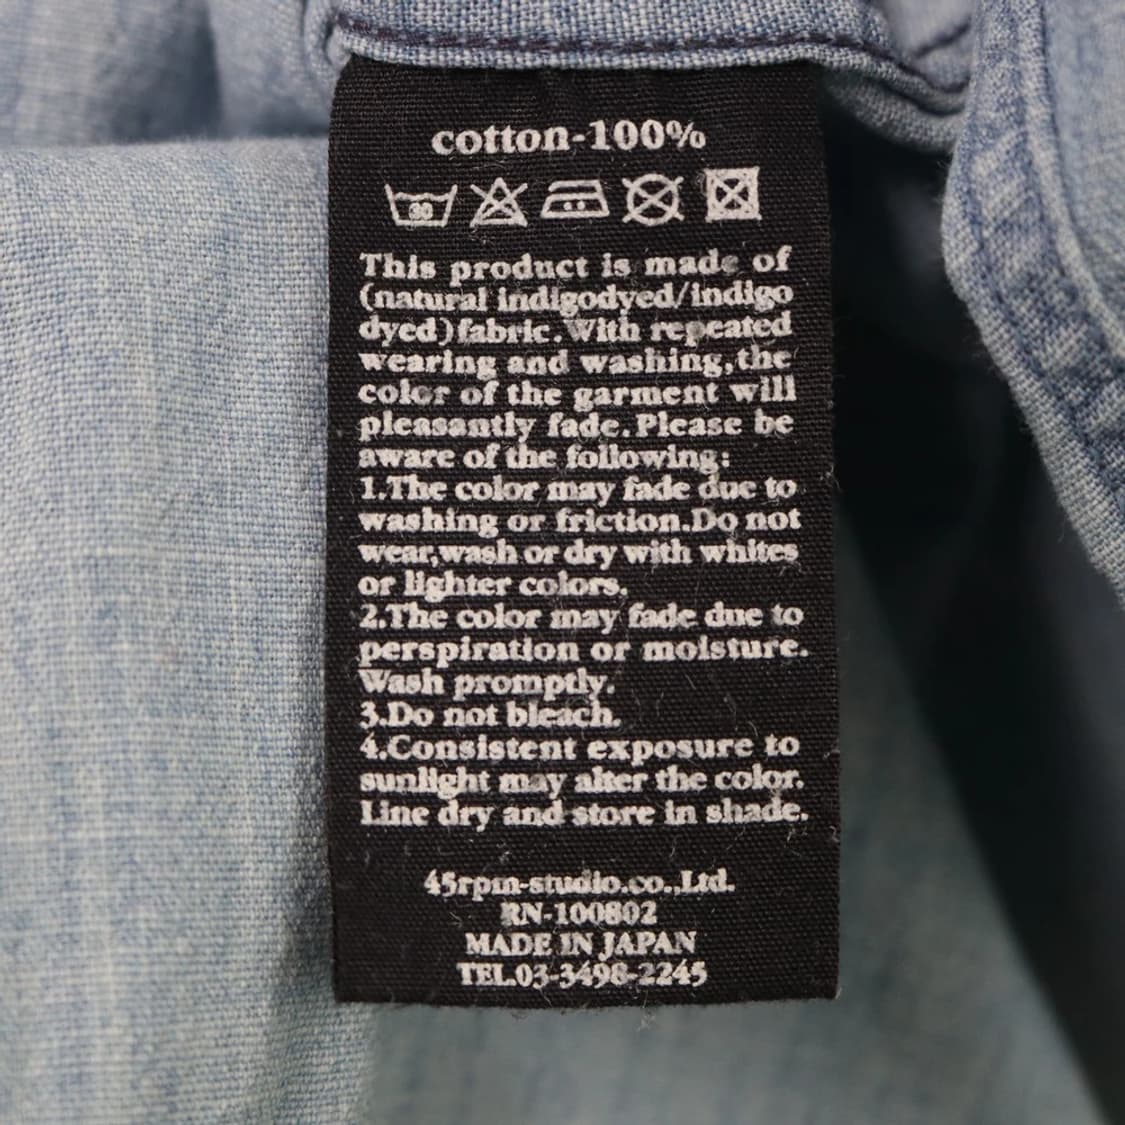 cotton-100%
30
This product is made of
(natural indigodyed/indigo
dyed)fabric.With repeated
wearing and washing,the
color of the garment will
pleasantly fade.Please be
aware of the following:
1.The color may fade due to
washing or friction.Do not
wear,wash or dry with whites
or lighter colors.
2.The color may fade due to
perspiration or moisture.
Wash promptly.
3.Do not bleach.
4.Consistent exposure to
sunlight may alter the color.
Line dry and store in shade.
45rpm-studio.co.,Ltd.
RN-100802
MADE IN JAPAN
TEL.03-3498-2245